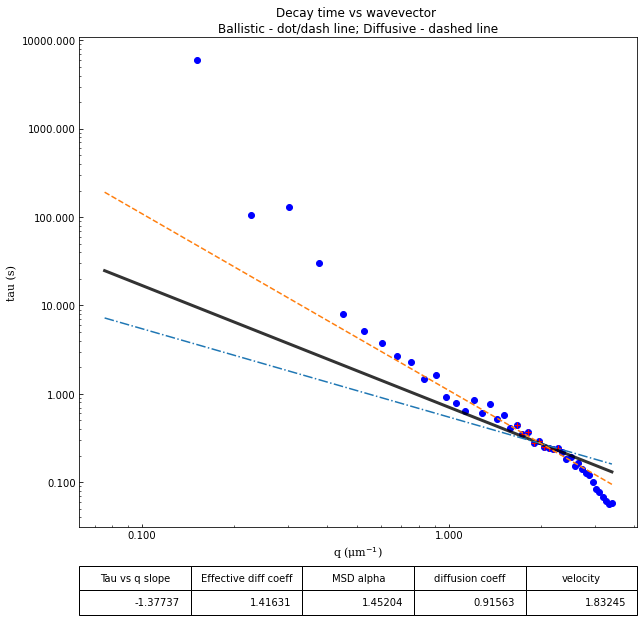 Decay time vs wavevector
Ballistic - dot/dash line; Diffusive - dashed line
10000.000
1000.000
100.000
10.000
1.000
0.100
tau (s)
0.100 1.000
q (μm⁻¹)
Tau vs q slope Effective diff coeff MSD alpha diffusion coeff velocity
-1.37737 1.41631 1.45204 0.91563 1.83245